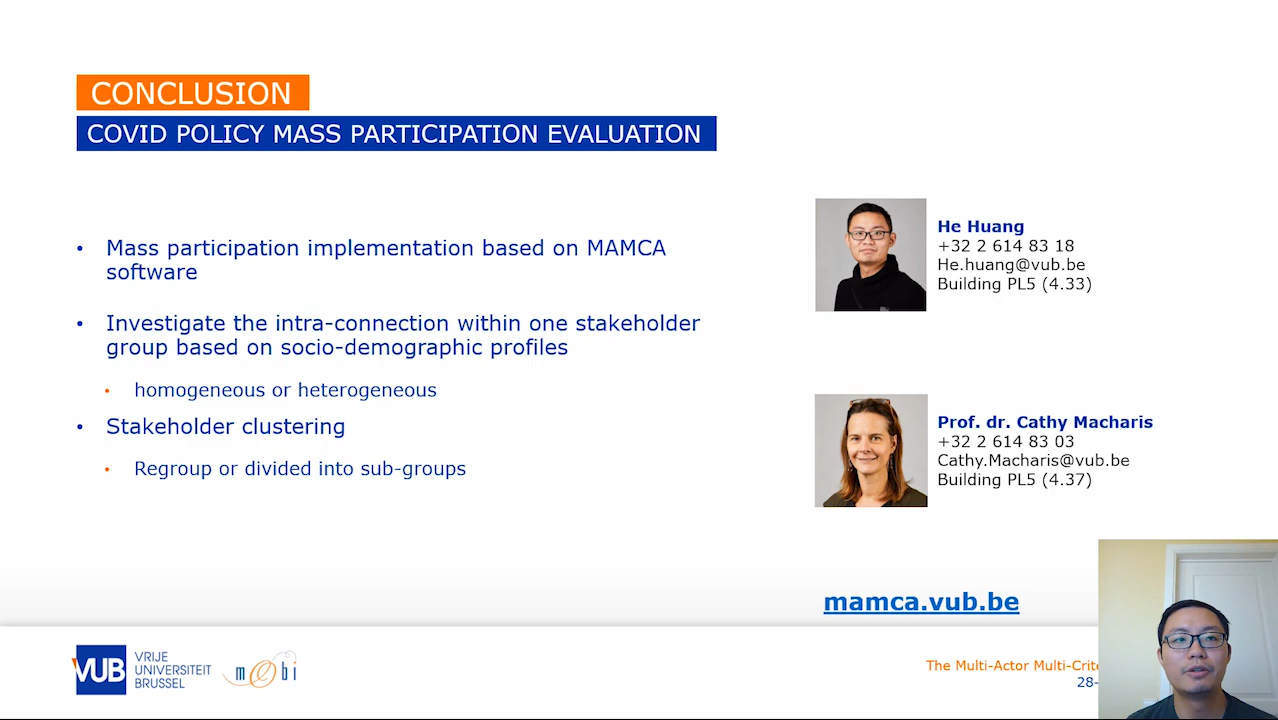 CONCLUSION
COVID POLICY MASS PARTICIPATION EVALUATION
• Mass participation implementation based on MAMCA
software
• Investigate the intra-connection within one stakeholder
group based on socio-demographic profiles
• homogeneous or heterogeneous
• Stakeholder clustering
• Regroup or divided into sub-groups
He Huang
+32 2 614 83 18
He.huang@vub.be
Building PL5 (4.33)
Prof. dr. Cathy Macharis
+32 2 614 83 03
Cathy.Macharis@vub.be
Building PL5 (4.37)
mamca.vub.be
VUB
VRIJE
UNIVERSITEIT
BRUSSEL
mobi
The Multi-Actor Multi-Crite
28-